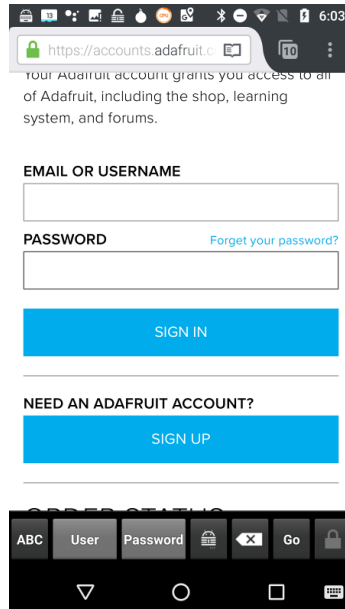 6:03
https://accounts.adafruit.c
10
Your Adafruit account grants you access to all
of Adafruit, including the shop, learning
system, and forums.
EMAIL OR USERNAME
PASSWORD Forget your password?
SIGN IN
NEED AN ADAFRUIT ACCOUNT?
SIGN UP
ORDER STATUS
ABC User Password Go